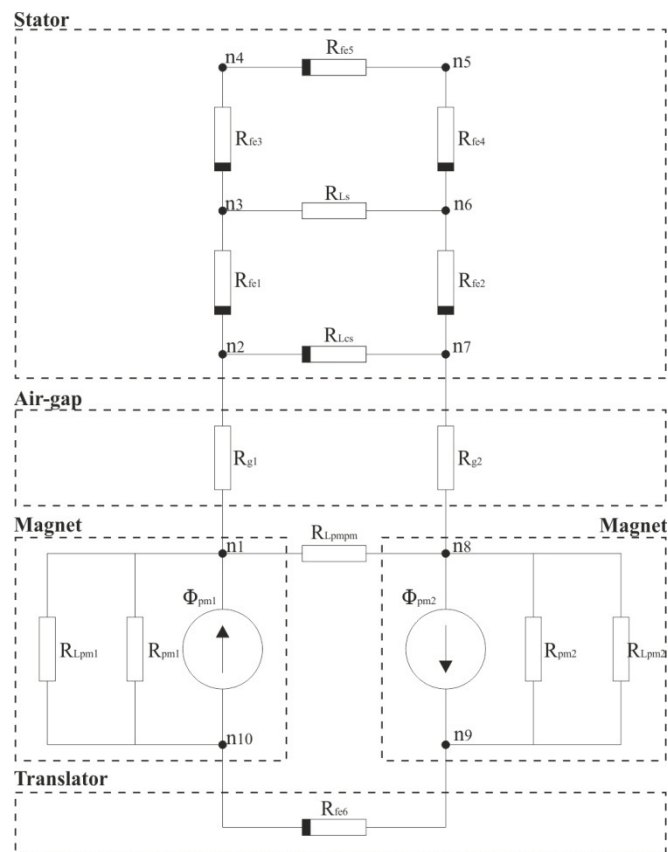 Stator
n4 Rfe5 n5
Rfe3 Rfe4
n3 RLs n6
Rfe1 Rfe2
n2 RLcs n7
Air-gap
Rg1 Rg2
Magnet n1 RLpmpm n8 Magnet
Φpm1 Φpm2
RLpm1 Rpm1 Rpm2 RLpm2
n10 n9
Translator
Rfe6